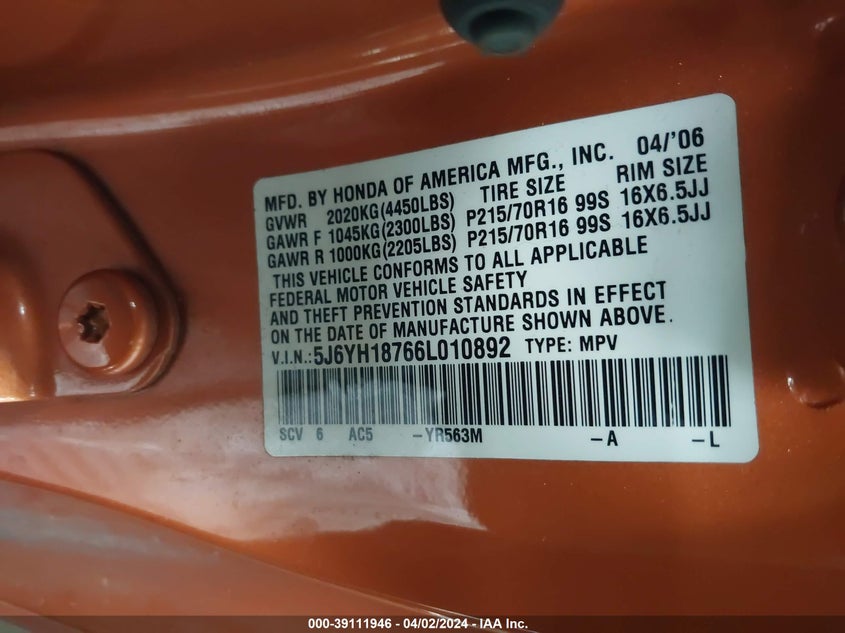 MFD. BY HONDA OF AMERICA MFG., INC. 04/'06
GVWR 2020KG(4450LBS) TIRE SIZE RIM SIZE
GAWR F 1045KG(2300LBS) P215/70R16 99S 16X6.5JJ
GAWR R 1000KG(2205LBS) P215/70R16 99S 16X6.5JJ
THIS VEHICLE CONFORMS TO ALL APPLICABLE
FEDERAL MOTOR VEHICLE SAFETY
AND THEFT PREVENTION STANDARDS IN EFFECT
ON THE DATE OF MANUFACTURE SHOWN ABOVE.
V.I.N.: 5J6YH18766L010892 TYPE: MPV
SCV 6 AC5 -YR563M -A -L
000-39111946 - 04/02/2024 - IAA Inc.